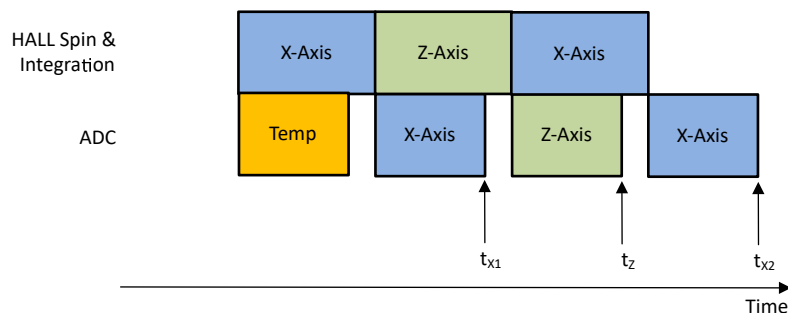 HALL Spin &
Integration
X-Axis
Z-Axis
X-Axis
ADC
Temp
X-Axis
Z-Axis
X-Axis
tX1
tZ
tX2
Time